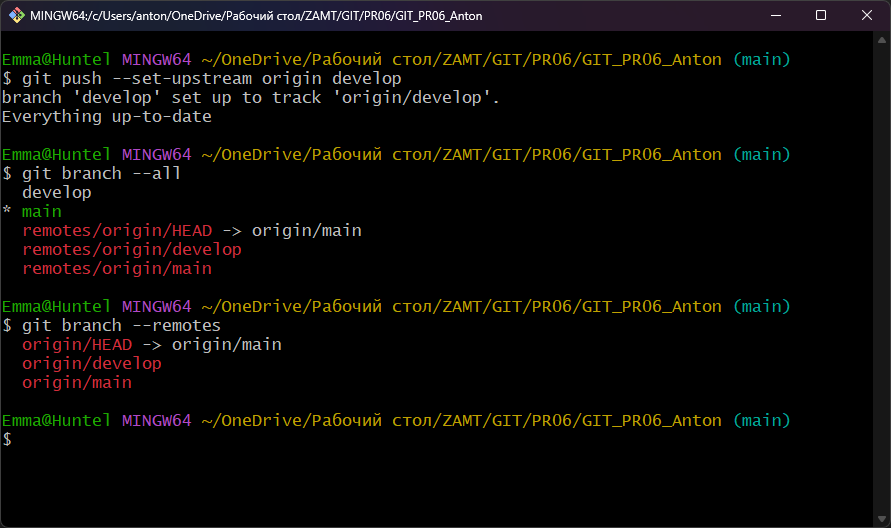 MINGW64:/c/Users/anton/OneDrive/Рабочий стол/ZAMT/GIT/PR06/GIT_PR06_Anton
Emma@Huntel MINGW64 ~/OneDrive/Рабочий стол/ZAMT/GIT/PR06/GIT_PR06_Anton (main)
$ git push --set-upstream origin develop
branch 'develop' set up to track 'origin/develop'.
Everything up-to-date
Emma@Huntel MINGW64 ~/OneDrive/Рабочий стол/ZAMT/GIT/PR06/GIT_PR06_Anton (main)
$ git branch --all
  develop
* main
  remotes/origin/HEAD -> origin/main
  remotes/origin/develop
  remotes/origin/main
Emma@Huntel MINGW64 ~/OneDrive/Рабочий стол/ZAMT/GIT/PR06/GIT_PR06_Anton (main)
$ git branch --remotes
  origin/HEAD -> origin/main
  origin/develop
  origin/main
Emma@Huntel MINGW64 ~/OneDrive/Рабочий стол/ZAMT/GIT/PR06/GIT_PR06_Anton (main)
$